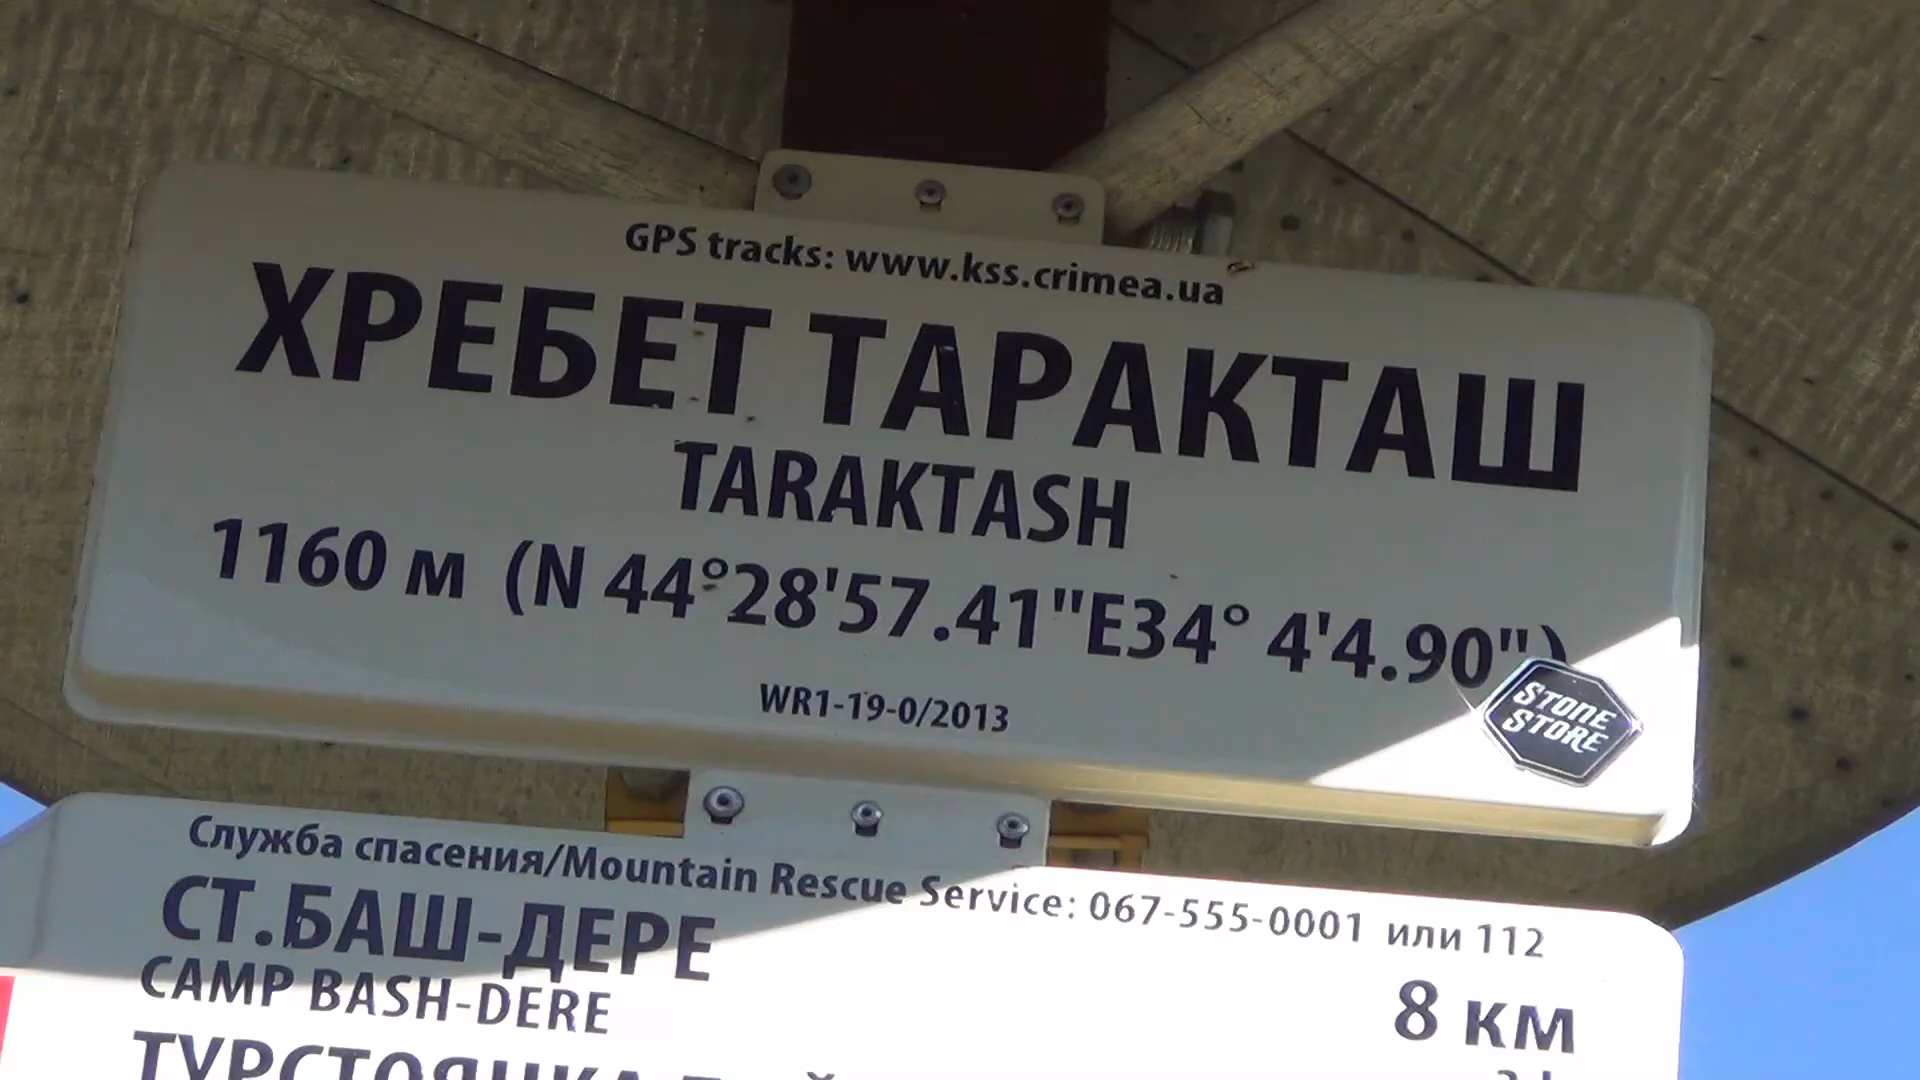 GPS tracks: www.kss.crimea.ua
ХРЕБЕТ ТАРАКТАШ
TARAKTASH
1160 м (N 44°28'57.41"E34° 4'4.90")
WR1-19-0/2013
STONE
STORE
Служба спасения/Mountain Rescue Service: 067-555-0001 или 112
СТ.БАШ-ДЕРЕ
CAMP BASH-DERE
8 км
ТУРСТОЯНКА